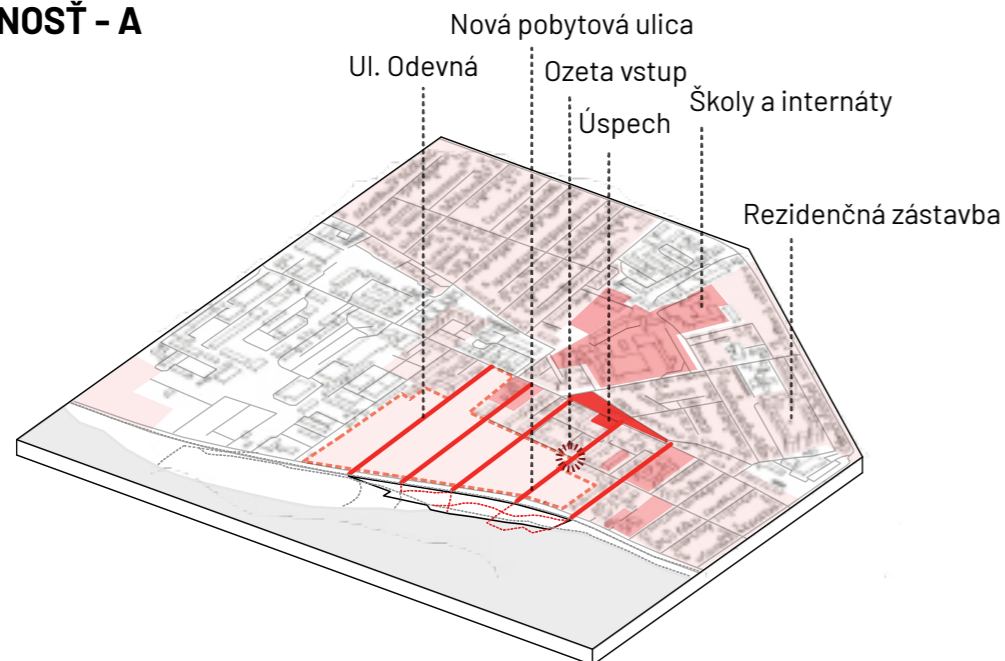 NOSŤ - A
Nová pobytová ulica
Ul. Odevná
Ozeta vstup
Školy a internáty
Úspech
Rezidenčná zástavba